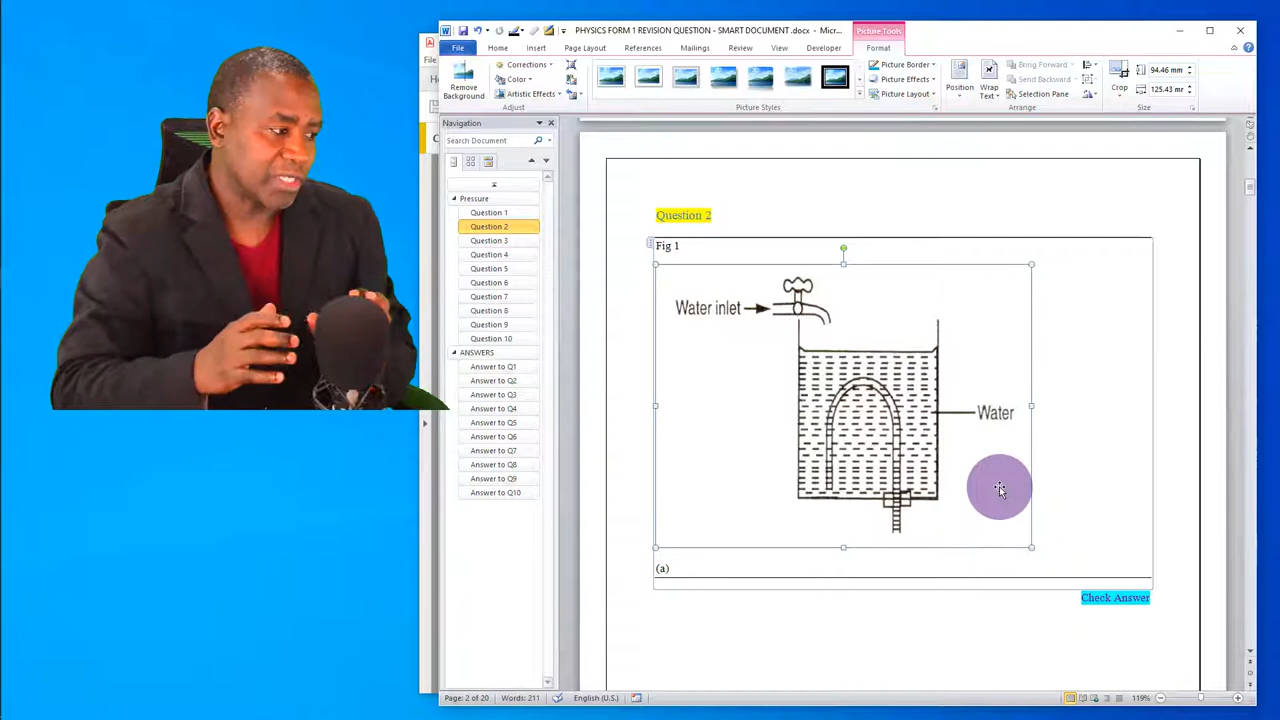 PHYSICS FORM 1 REVISION QUESTION - SMART DOCUMENT .docx - Micr...
Picture Tools
File Home Insert Page Layout References Mailings Review View Developer Format
Remove Background
Corrections
Color
Artistic Effects
Adjust
Picture Styles
Picture Border
Picture Effects
Picture Layout
Position
Wrap Text
Bring Forward
Send Backward
Selection Pane
Arrange
Crop
94.46 mr
125.43 mr
Size
Navigation
Search Document
Pressure
Question 1
Question 2
Question 3
Question 4
Question 5
Question 6
Question 7
Question 8
Question 9
Question 10
ANSWERS
Answer to Q1
Answer to Q2
Answer to Q3
Answer to Q4
Answer to Q5
Answer to Q6
Answer to Q7
Answer to Q8
Answer to Q9
Answer to Q10
Question 2
Fig 1
Water inlet
Water
(a)
Check Answer
Page: 2 of 20 Words: 211 English (U.S.) 119%